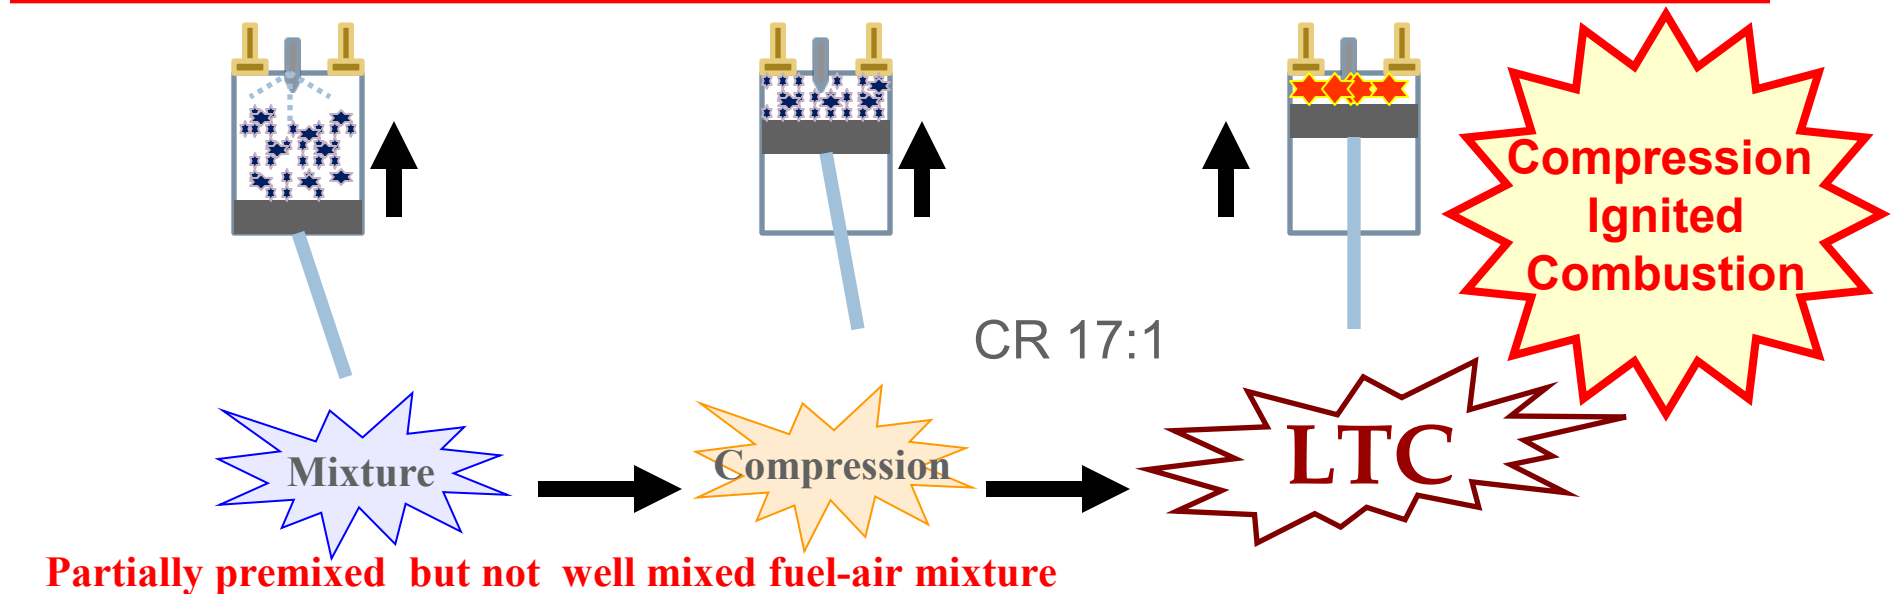 Compression
Ignited
Combustion
CR 17:1
Mixture
Compression
LTC
Partially premixed but not well mixed fuel-air mixture